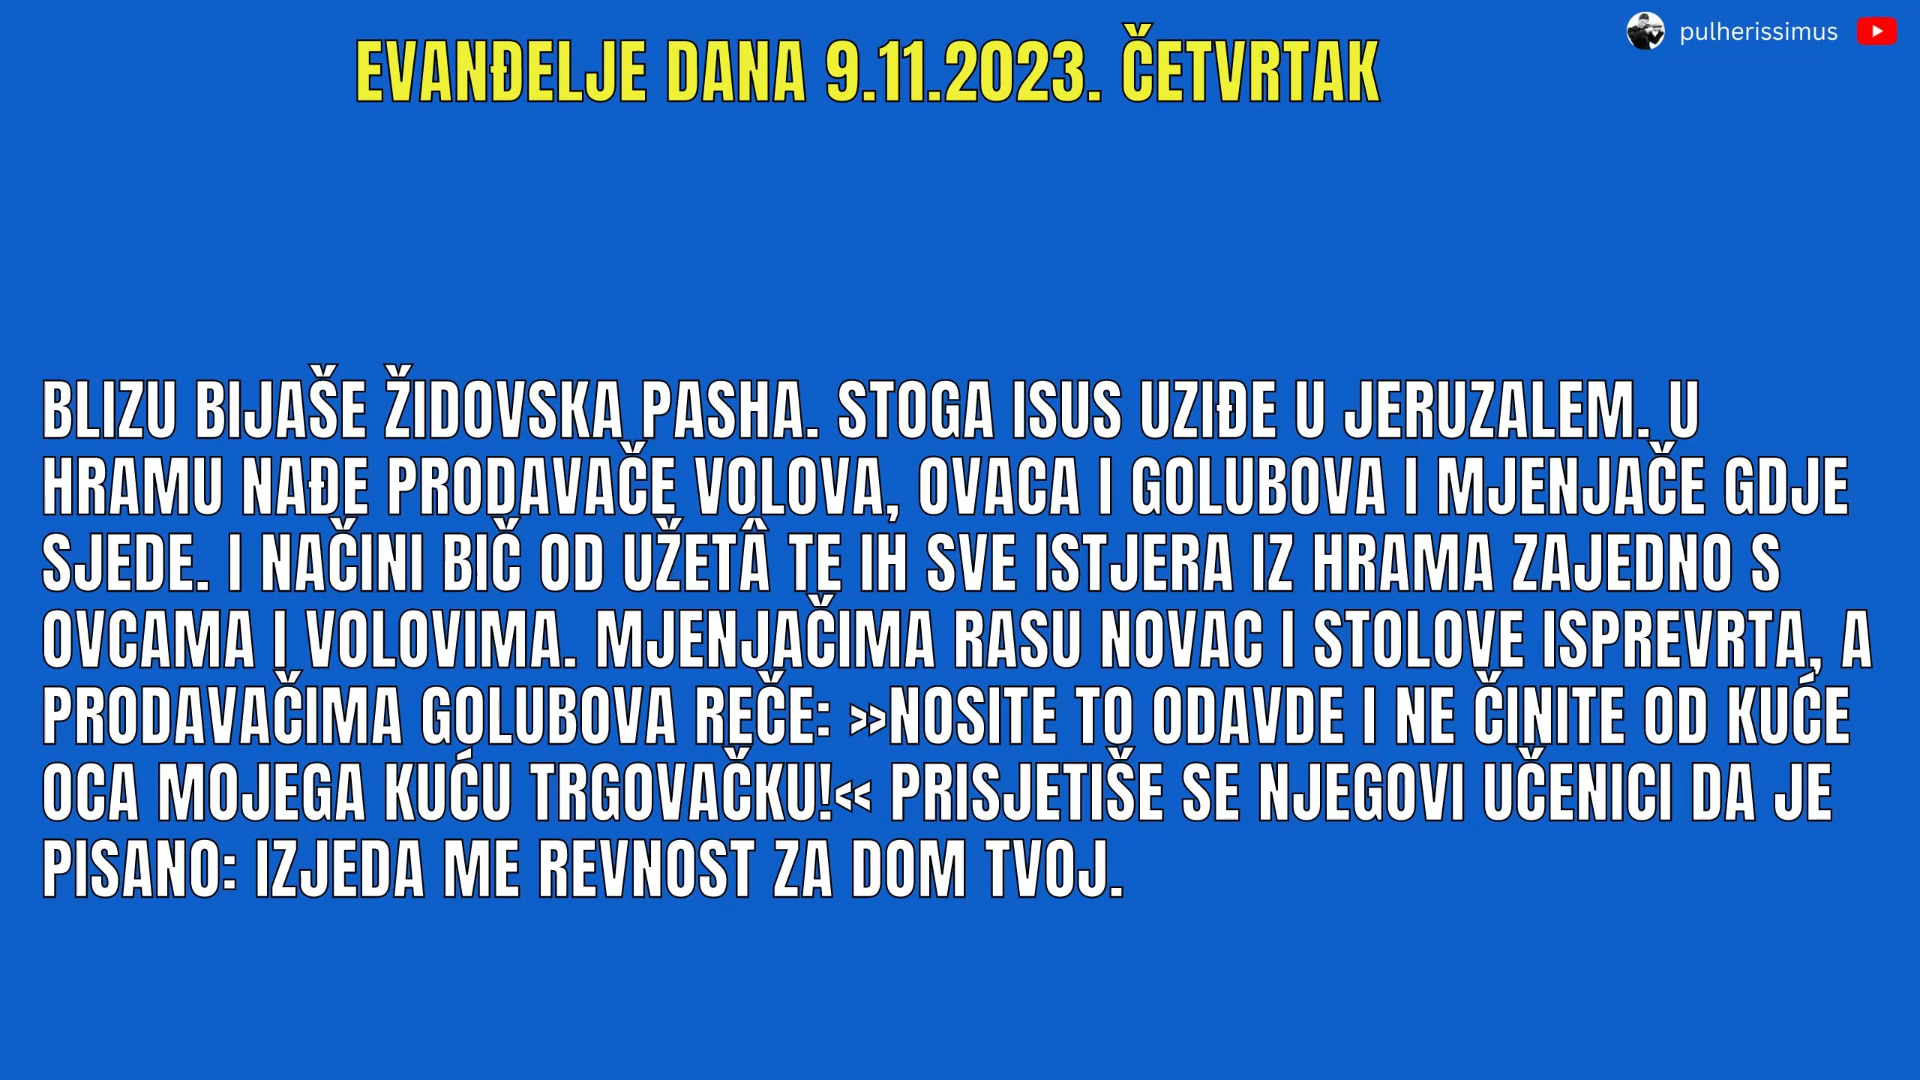 EVANĐELJE DANA 9.11.2023. ČETVRTAK
pulherissimus
BLIZU BIJAŠE ŽIDOVSKA PASHA. STOGA ISUS UZIĐE U JERUZALEM. U
HRAMU NAĐE PRODAVAČE VOLOVA, OVACA I GOLUBOVA I MJENJAČE GDJE
SJEDE. I NAČINI BIČ OD UŽETÂ TE IH SVE ISTJERA IZ HRAMA ZAJEDNO S
OVCAMA I VOLOVIMA. MJENJAČIMA RASU NOVAC I STOLOVE ISPREVRTA, A
PRODAVAČIMA GOLUBOVA REČE: >>NOSITE TO ODAVDE I NE ČINITE OD KUĆE
OCA MOJEGA KUĆU TRGOVAČKU!<< PRISJETIŠE SE NJEGOVI UČENICI DA JE
PISANO: IZJEDA ME REVNOST ZA DOM TVOJ.